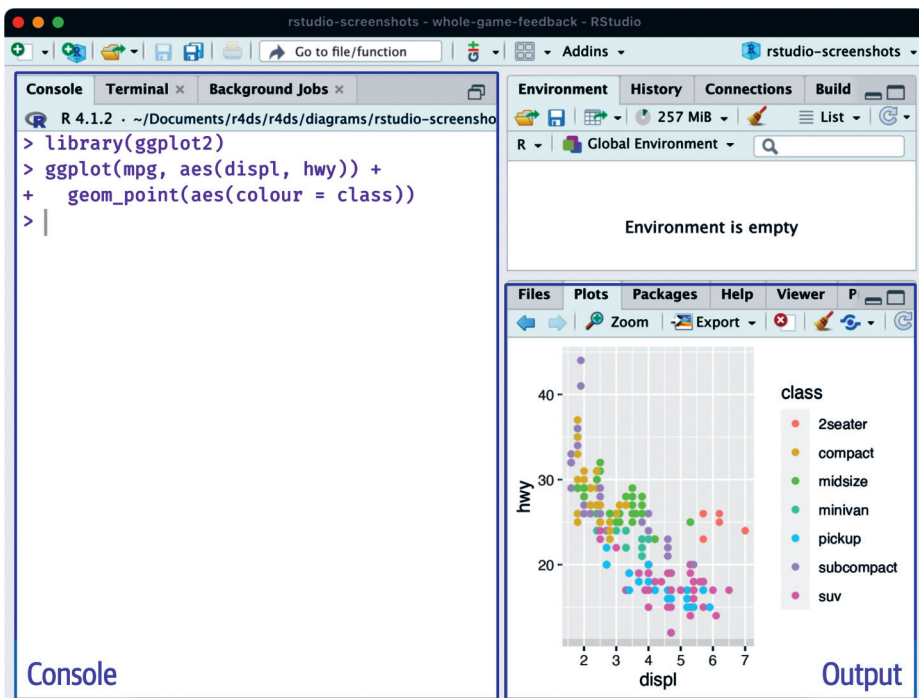 rstudio-screenshots - whole-game-feedback - RStudio
Go to file/function
Addins
rstudio-screenshots
Console Terminal Background Jobs
R 4.1.2 · ~/Documents/r4ds/r4ds/diagrams/rstudio-screensho
> library(ggplot2)
> ggplot(mpg, aes(displ, hwy)) +
+   geom_point(aes(colour = class))
>
Console
Environment History Connections Build
257 MiB
List
R Global Environment
Environment is empty
Files Plots Packages Help Viewer P
Zoom Export
hwy
40
30
20
2 3 4 5 6 7
displ
class
2seater
compact
midsize
minivan
pickup
subcompact
suv
Output